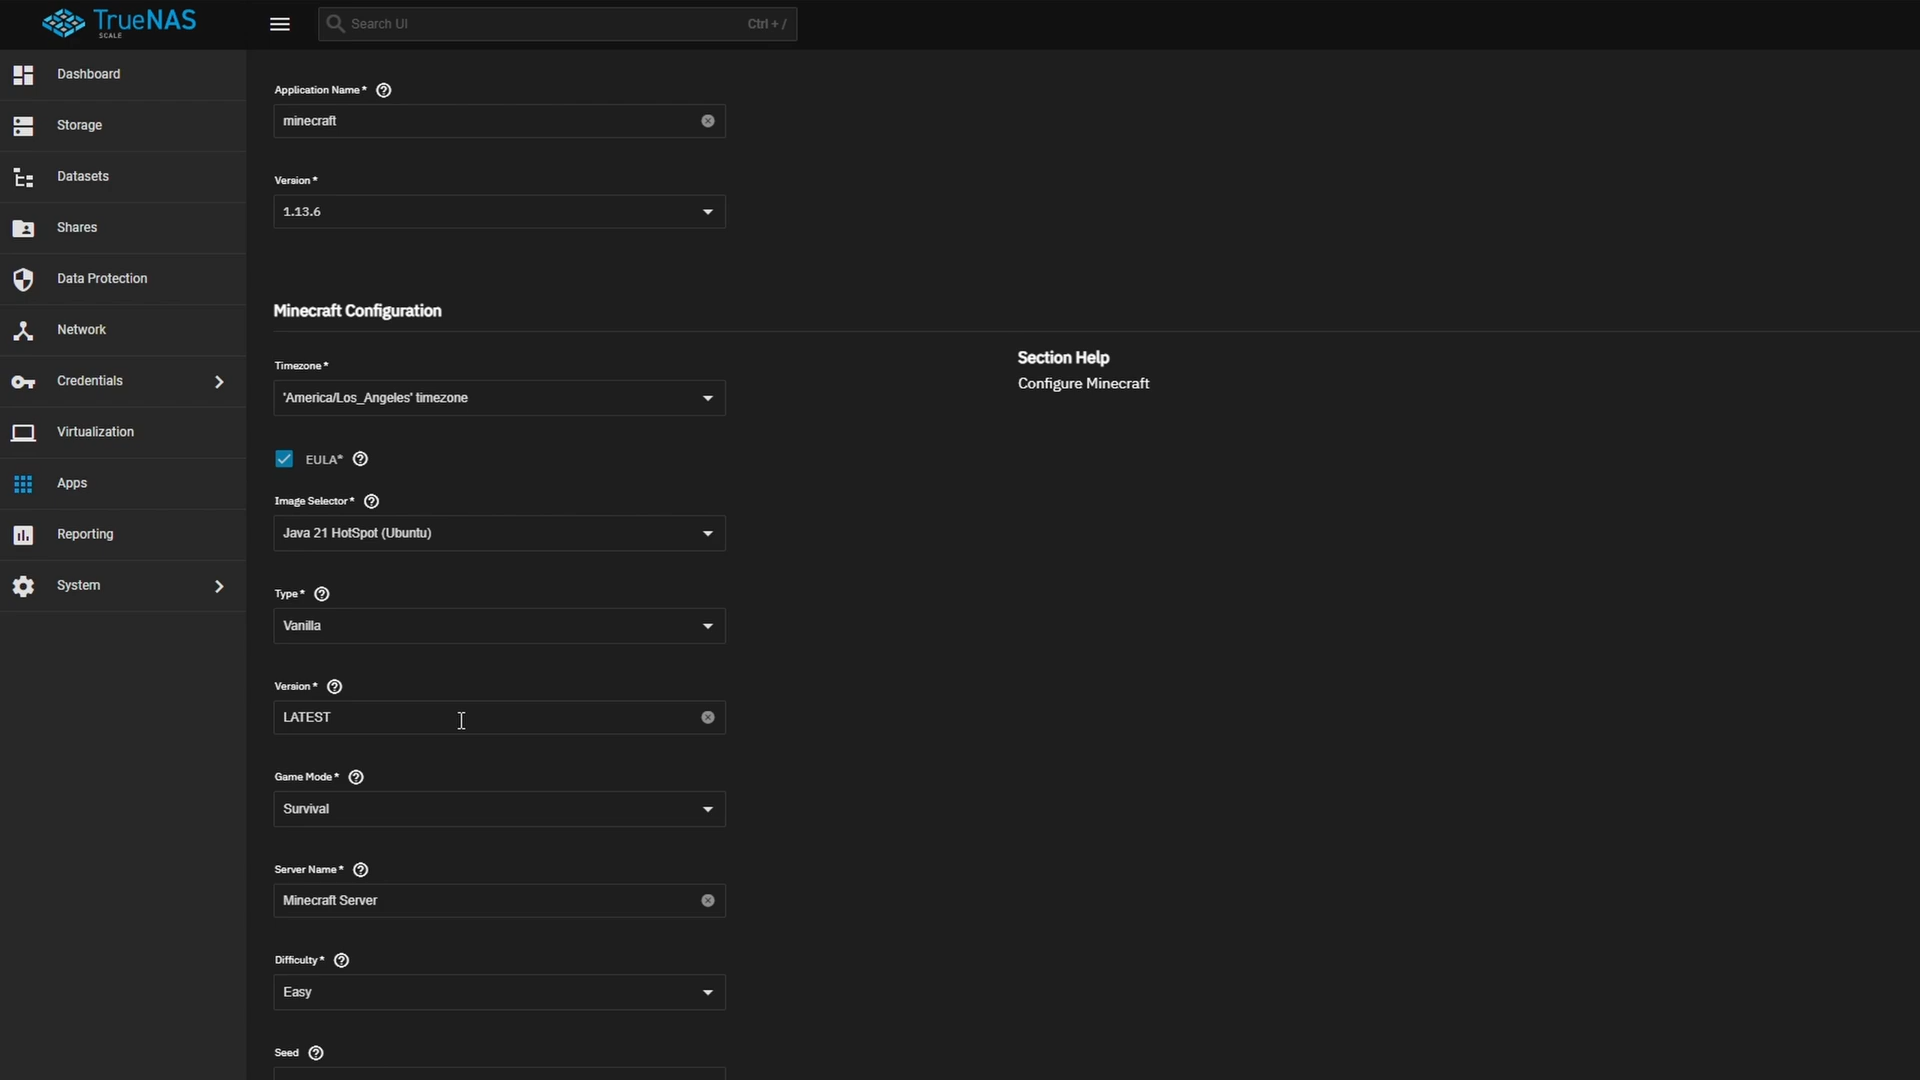 TrueNAS
SCALE
Search UI
Ctrl + /
Dashboard
Storage
Datasets
Shares
Data Protection
Network
Credentials
Virtualization
Apps
Reporting
System
Application Name*
minecraft
Version*
1.13.6
Minecraft Configuration
Timezone*
'America/Los_Angeles' timezone
EULA*
Image Selector*
Java 21 HotSpot (Ubuntu)
Type*
Vanilla
Version*
LATEST
Game Mode*
Survival
Server Name*
Minecraft Server
Difficulty*
Easy
Seed
Section Help
Configure Minecraft